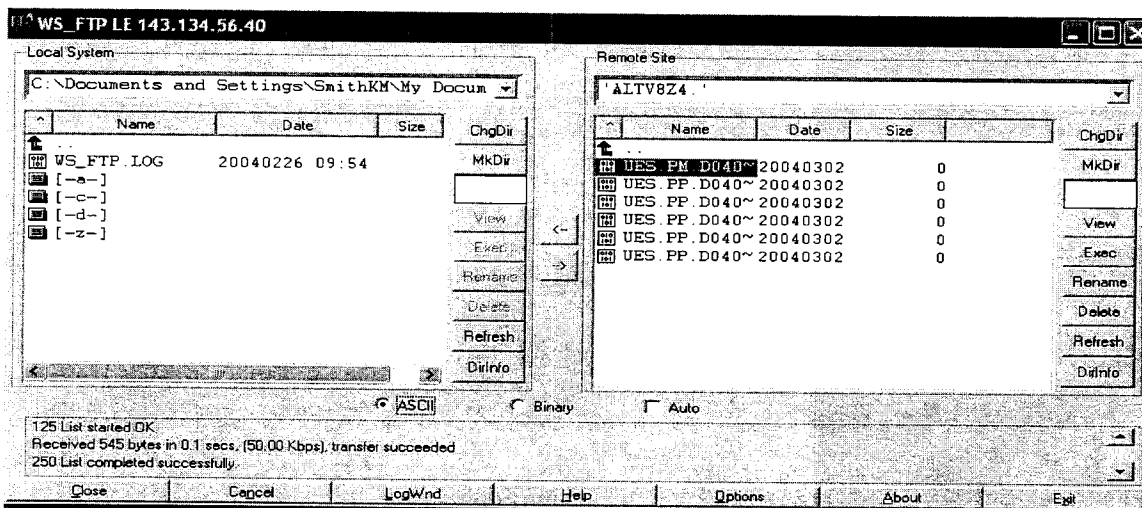 WS_FTP LE 143.134.56.40
Local System
C:\Documents and Settings\SmithKM\My Docum
^ Name Date Size
..
WS_FTP.LOG 20040226 09:54
[-a-]
[-c-]
[-d-]
[-z-]
ChgDir
MkDir
View
Exec
Rename
Delete
Refresh
DirInfo
<-
->
Remote Site
'ALTV8Z4.'
^ Name Date Size
..
UES.PM.D040~ 20040302 0
UES.PP.D040~ 20040302 0
UES.PP.D040~ 20040302 0
UES.PP.D040~ 20040302 0
UES.PP.D040~ 20040302 0
UES.PP.D040~ 20040302 0
ChgDir
MkDir
View
Exec
Rename
Delete
Refresh
DirInfo
ASCII Binary Auto
125 List started OK
Received 545 bytes in 0.1 secs, (50.00 Kbps), transfer succeeded
250 List completed successfully.
Close Cancel LogWnd Help Options About Exit